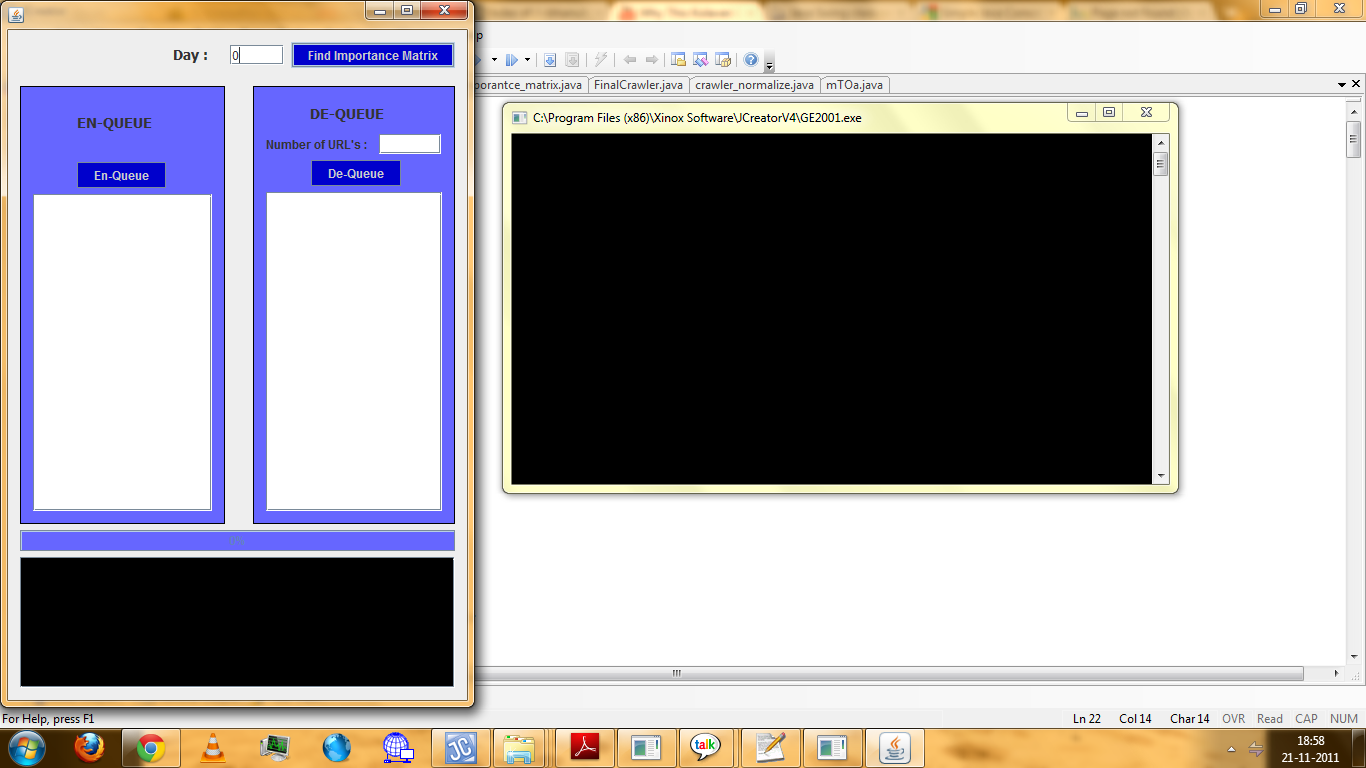 Day :
0
Find Importance Matrix
EN-QUEUE
En-Queue
DE-QUEUE
Number of URL's :
De-Queue
0%
porantce_matrix.java
FinalCrawler.java
crawler_normalize.java
mTOa.java
C:\Program Files (x86)\Xinox Software\JCreatorV4\GE2001.exe
For Help, press F1
Ln 22
Col 14
Char 14
OVR
Read
CAP
NUM
JC
talk
18:58
21-11-2011